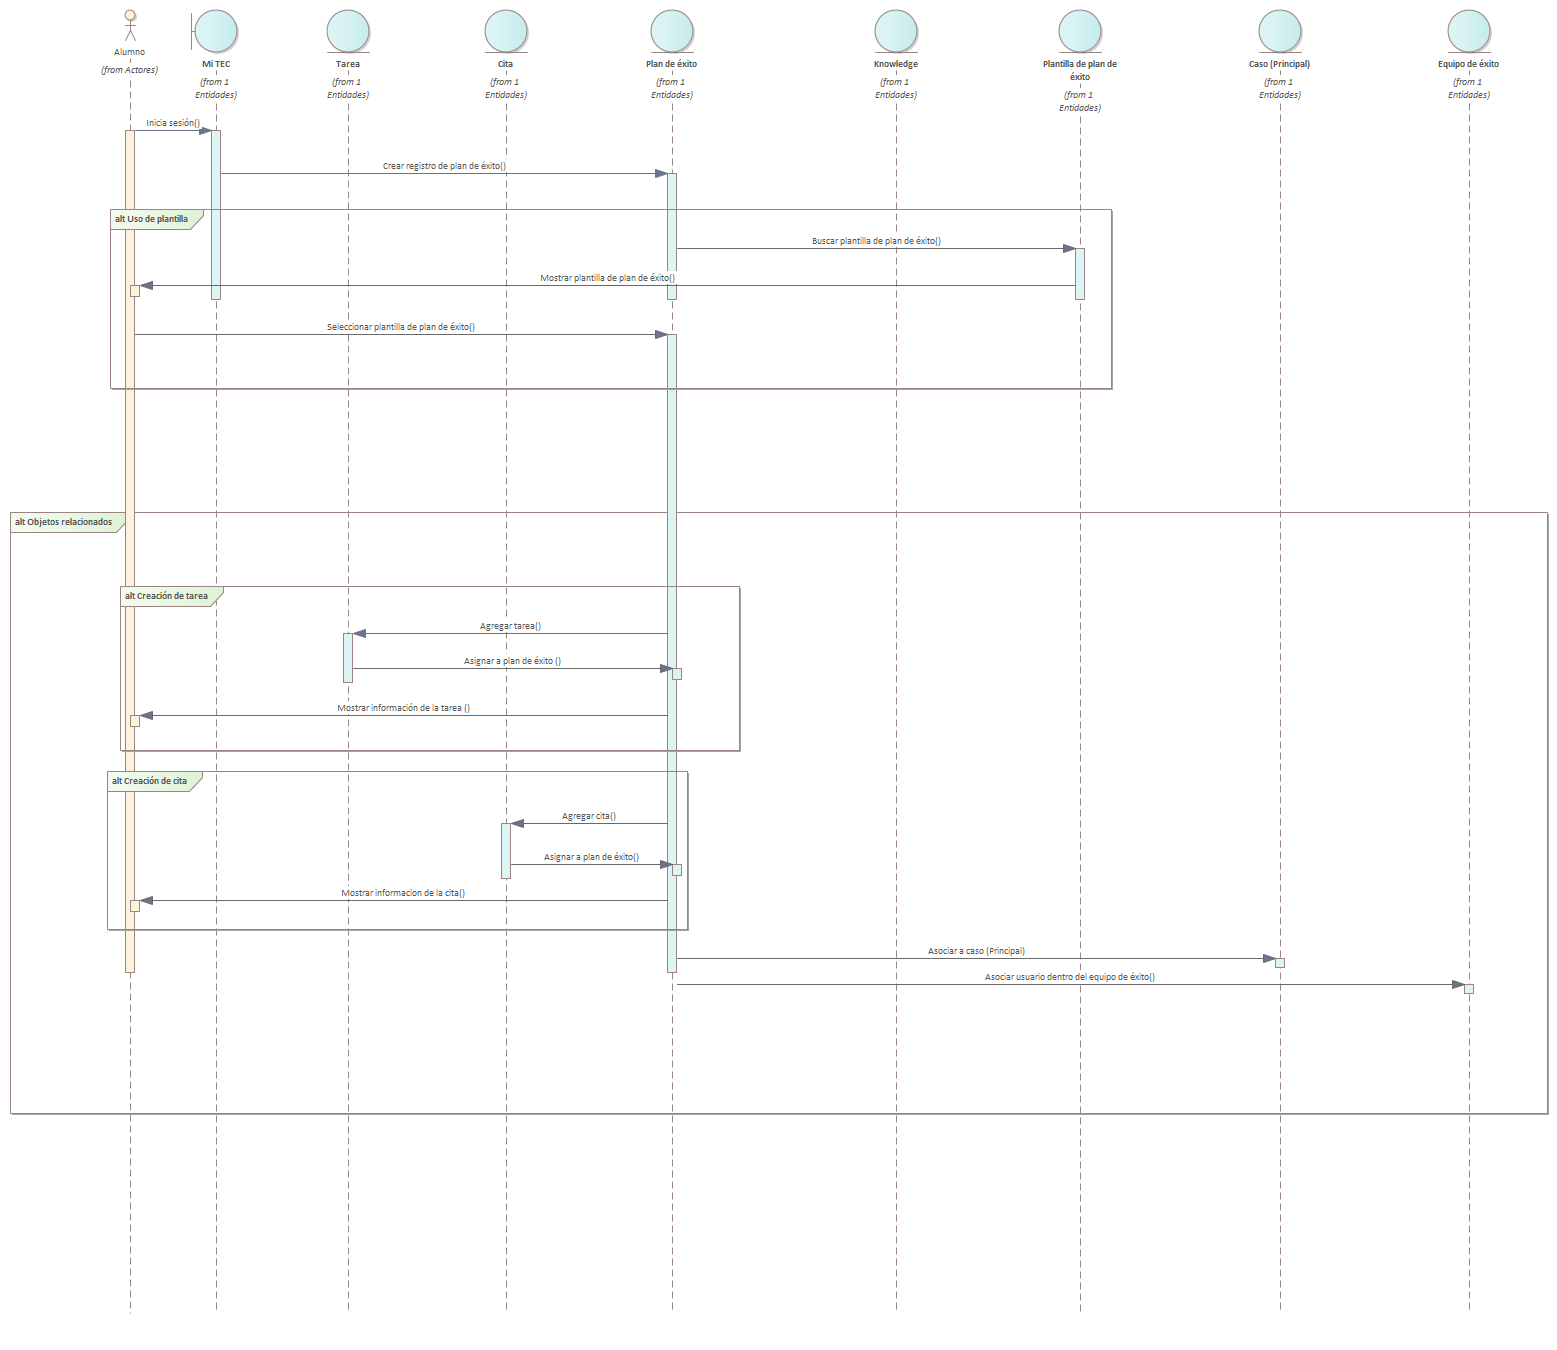 Alumno
(from Actores)
Mi TEC
(from 1
Entidades)
Tarea
(from 1
Entidades)
Cita
(from 1
Entidades)
Plan de éxito
(from 1
Entidades)
Knowledge
(from 1
Entidades)
Plantilla de plan de
éxito
(from 1
Entidades)
Caso (Principal)
(from 1
Entidades)
Equipo de éxito
(from 1
Entidades)
Inicia sesión()
Crear registro de plan de éxito()
alt Uso de plantilla
Buscar plantilla de plan de éxito()
Mostrar plantilla de plan de éxito()
Seleccionar plantilla de plan de éxito()
alt Objetos relacionados
alt Creación de tarea
Agregar tarea()
Asignar a plan de éxito ()
Mostrar información de la tarea ()
alt Creación de cita
Agregar cita()
Asignar a plan de éxito()
Mostrar informacion de la cita()
Asociar a caso (Principal)
Asociar usuario dentro del equipo de éxito()